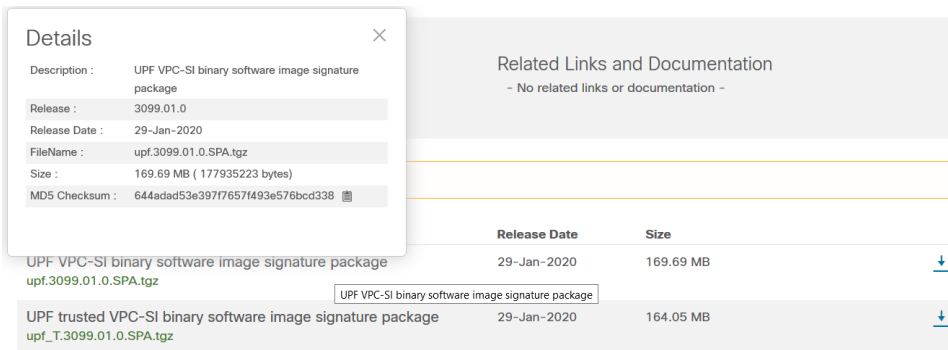 Details
Description : UPF VPC-SI binary software image signature
package
Release : 3099.01.0
Release Date : 29-Jan-2020
FileName : upf.3099.01.0.SPA.tgz
Size : 169.69 MB ( 177935223 bytes)
MD5 Checksum : 644adad53e397f7657f493e576bcd338
Related Links and Documentation
- No related links or documentation -
Release Date Size
UPF VPC-SI binary software image signature package 29-Jan-2020 169.69 MB
upf.3099.01.0.SPA.tgz
UPF VPC-SI binary software image signature package
UPF trusted VPC-SI binary software image signature package 29-Jan-2020 164.05 MB
upf_T.3099.01.0.SPA.tgz